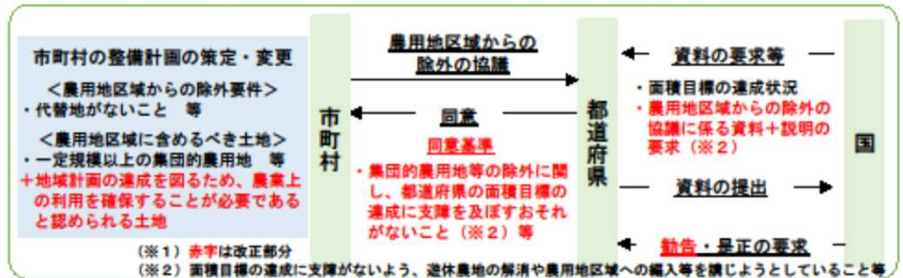 市町村の整備計画の策定・変更
＜農用地区域からの除外要件＞
・代替地がないこと　等
＜農用地区域に含めるべき土地＞
・一定規模以上の集団的農用地　等
＋地域計画の達成を図るため、農業上
の利用を確保することが必要である
と認められる土地
市町村
農用地区域からの
除外の協議
同意
同意基準
・集団的農用地等の除外に関
し、都道府県の面積目標の
達成に支障を及ぼすおそれ
がないこと（※２）等
都道府県
資料の要求等
・面積目標の達成状況
・農用地区域からの除外の
協議に係る資料＋説明の
要求（※２）
資料の提出
勧告・是正の要求
国
（※１）赤字は改正部分
（※２）面積目標の達成に支障がないよう、遊休農地の解消や農用地区域への編入等を講じようとしていること等